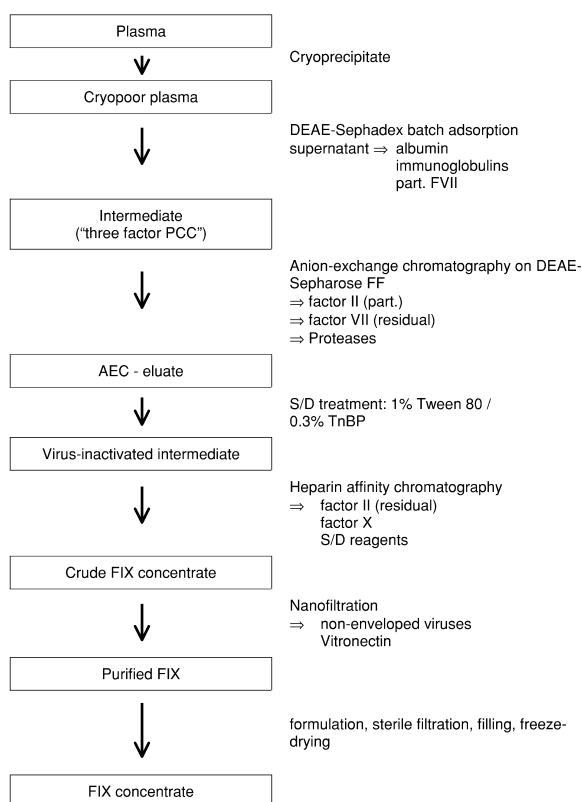 Plasma
Cryoprecipitate
Cryopoor plasma
DEAE-Sephadex batch adsorption
supernatant ⇒ albumin
immunoglobulins
part. FVII
Intermediate
(“three factor PCC”)
Anion-exchange chromatography on DEAE-
Sepharose FF
⇒ factor II (part.)
⇒ factor VII (residual)
⇒ Proteases
AEC - eluate
S/D treatment: 1% Tween 80 /
0.3% TnBP
Virus-inactivated intermediate
Heparin affinity chromatography
⇒ factor II (residual)
factor X
S/D reagents
Crude FIX concentrate
Nanofiltration
⇒ non-enveloped viruses
Vitronectin
Purified FIX
formulation, sterile filtration, filling, freeze-
drying
FIX concentrate